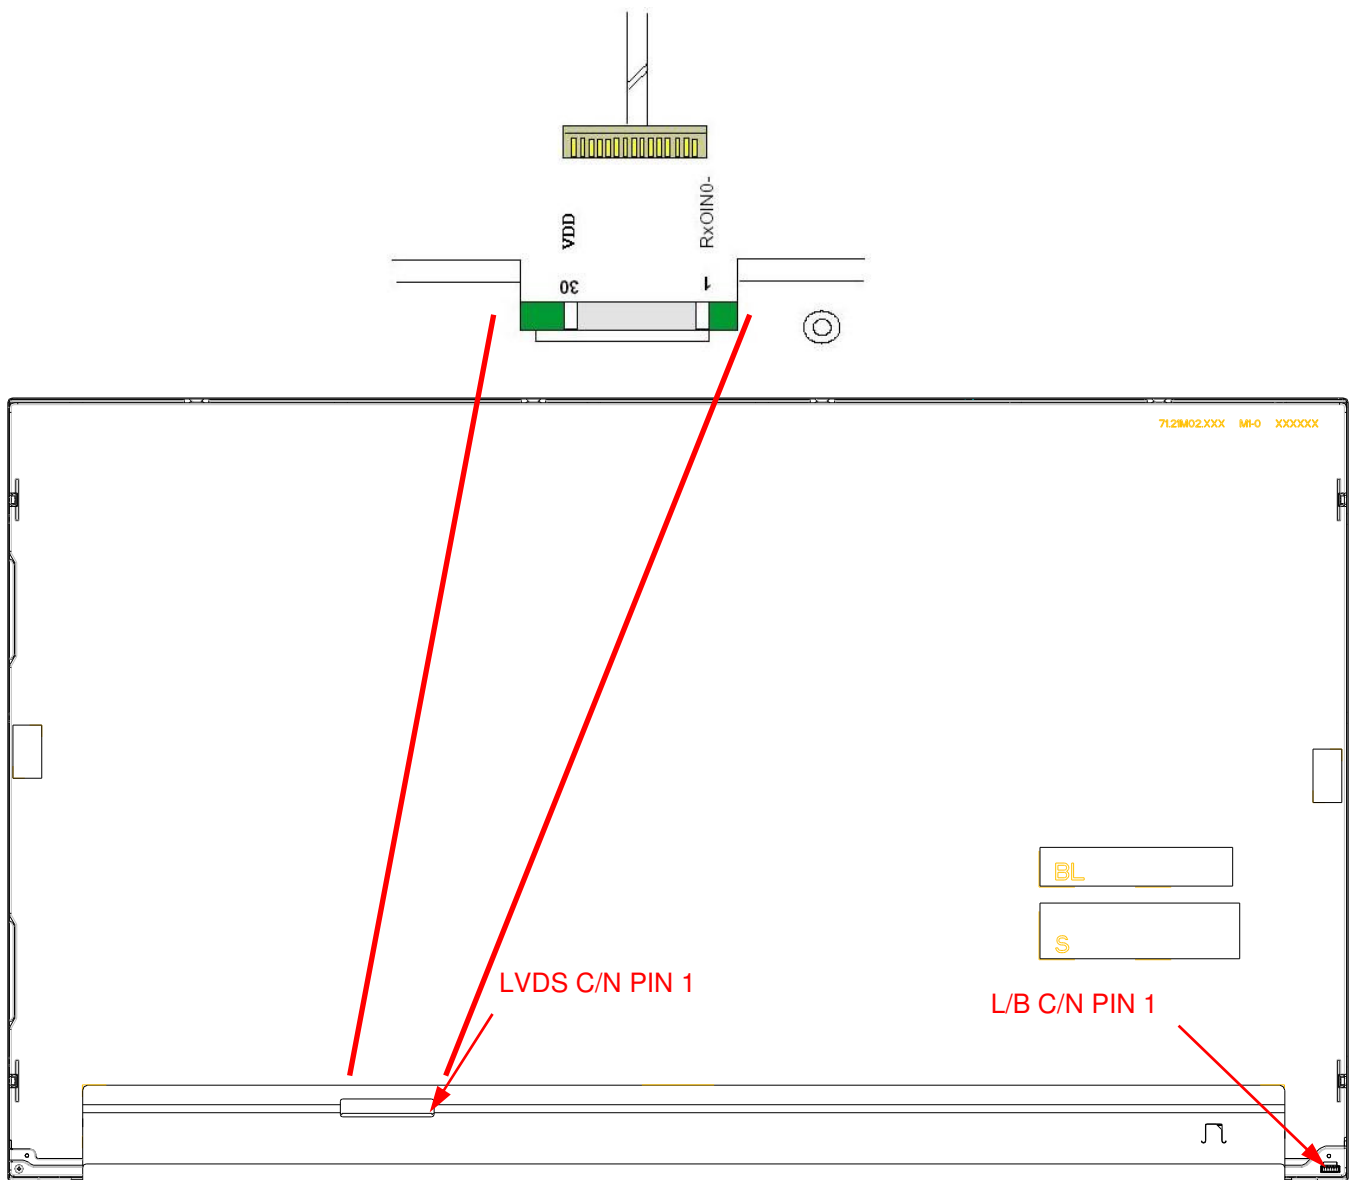 VDD
RxOIN0-
30
1
71.21M02.XXX M1-0 XXXXXX
BL
S
LVDS C/N PIN 1
L/B C/N PIN 1